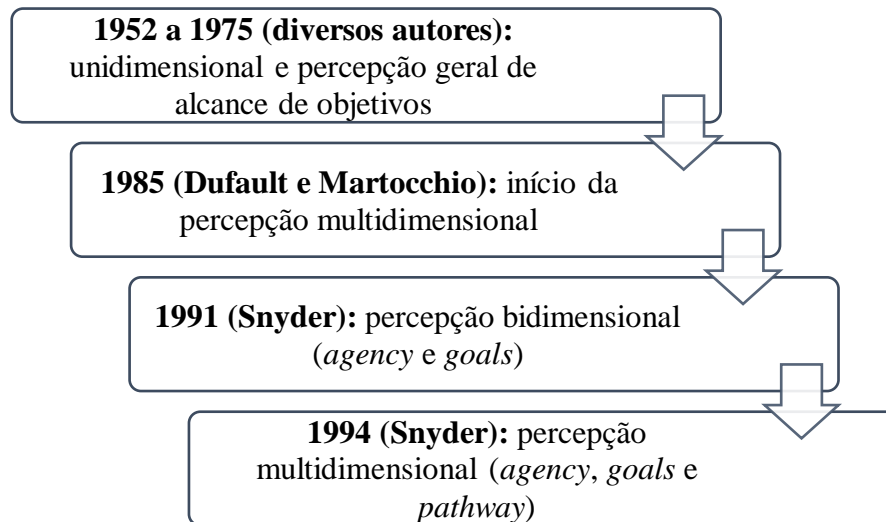 1952 a 1975 (diversos autores):
unidimensional e percepção geral de
alcance de objetivos
1985 (Dufault e Martocchio): início da
percepção multidimensional
1991 (Snyder): percepção bidimensional
(agency e goals)
1994 (Snyder): percepção
multidimensional (agency, goals e
pathway)